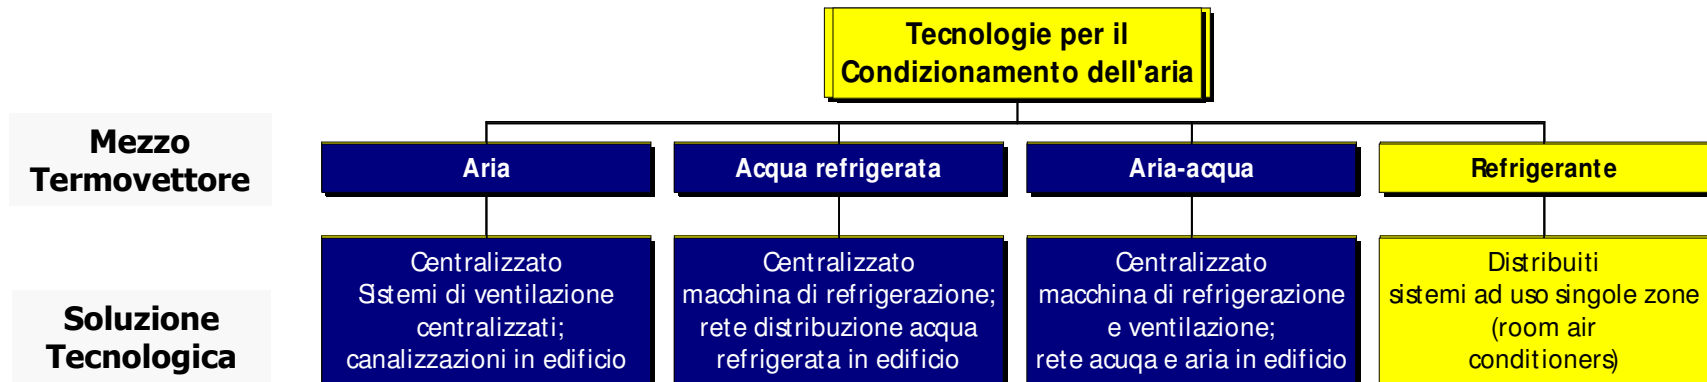 Tecnologie per il
Condizionamento dell'aria
Mezzo
Termovettore
Aria
Acqua refrigerata
Aria-acqua
Refrigerante
Soluzione
Tecnologica
Centralizzato
Sistemi di ventilazione
centralizzati;
canalizzazioni in edificio
Centralizzato
macchina di refrigerazione;
rete distribuzione acqua
refrigerata in edificio
Centralizzato
macchina di refrigerazione
e ventilazione;
rete acuqa e aria in edificio
Distribuiti
sistemi ad uso singole zone
(room air
conditioners)